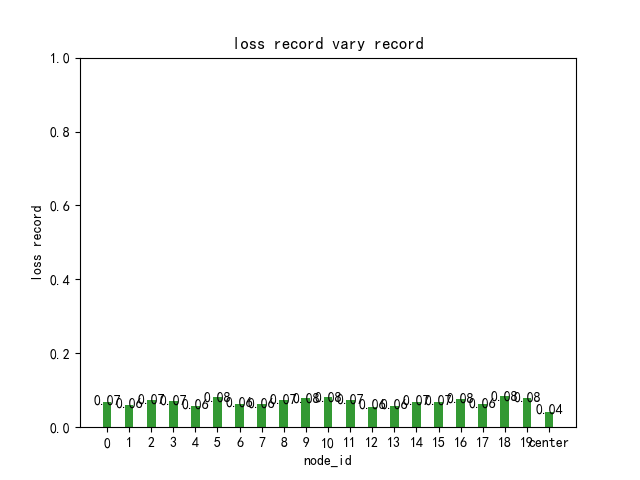 loss record vary record
1.0
0.8
0.6
0.4
0.2
0.0
loss record
0.07 0.06 0.07 0.07 0.06 0.08 0.06 0.06 0.07 0.08 0.08 0.07 0.06 0.06 0.07 0.07 0.08 0.06 0.08 0.08 0.04
0 1 2 3 4 5 6 7 8 9 10 11 12 13 14 15 16 17 18 19 center
node_id